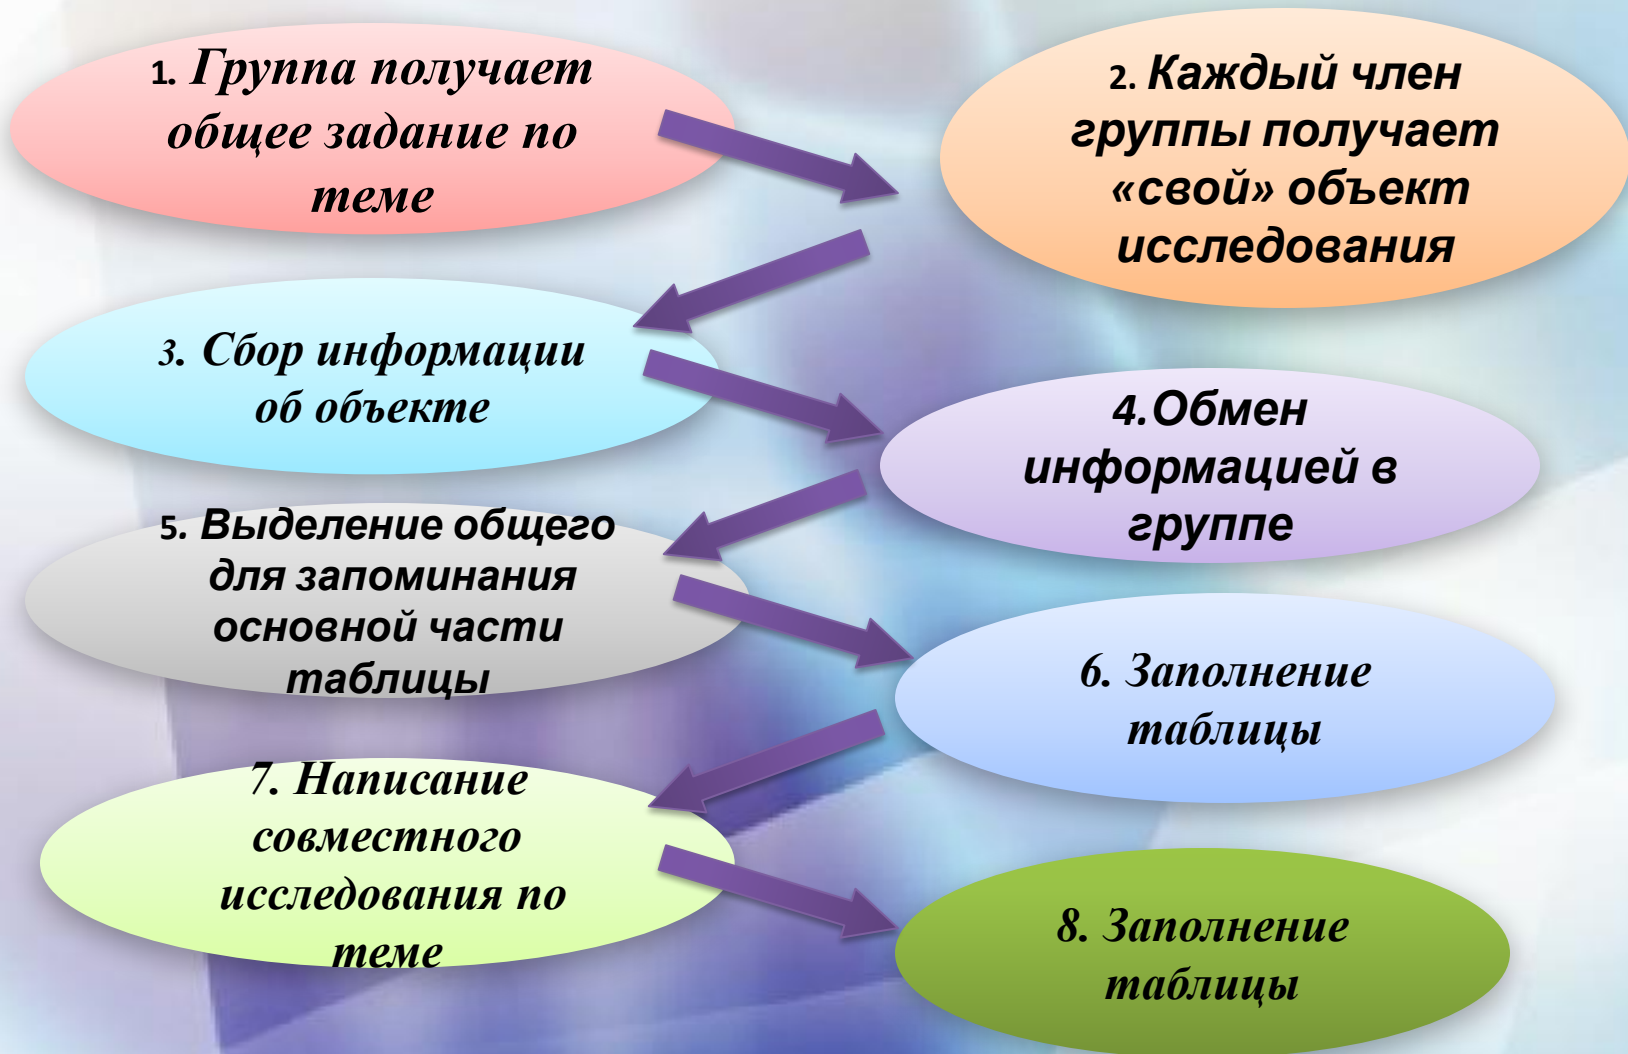 1. Группа получает
общее задание по
теме
2. Каждый член
группы получает
«свой» объект
исследования
3. Сбор информации
об объекте
4.Обмен
информацией в
группе
5. Выделение общего
для запоминания
основной части
таблицы
6. Заполнение
таблицы
7. Написание
совместного
исследования по
теме
8. Заполнение
таблицы